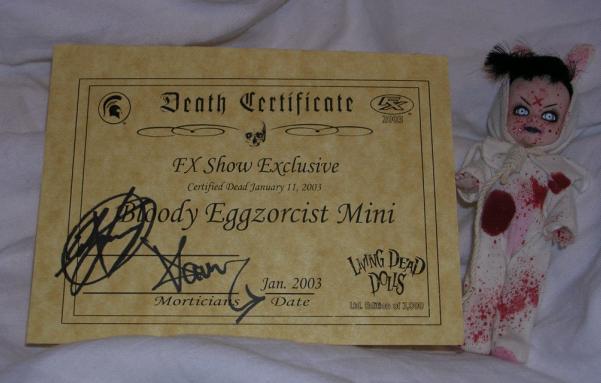 Death Certificate
FX
2003
FX Show Exclusive
Certified Dead January 11, 2003
Bloody Eggzorcist Mini
Jan. 2003
Morticians Date
LIVING DEAD
DOLLS
Ltd. Edition of 3,000